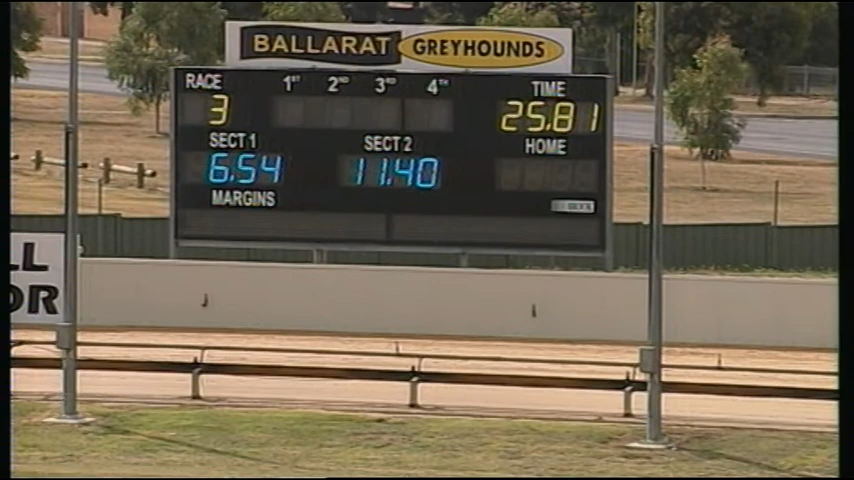 BALLARAT GREYHOUNDS
RACE 1ST 2ND 3RD 4TH TIME
3 25.81
SECT 1 SECT 2 HOME
6.54 11.40
MARGINS
LL
OR